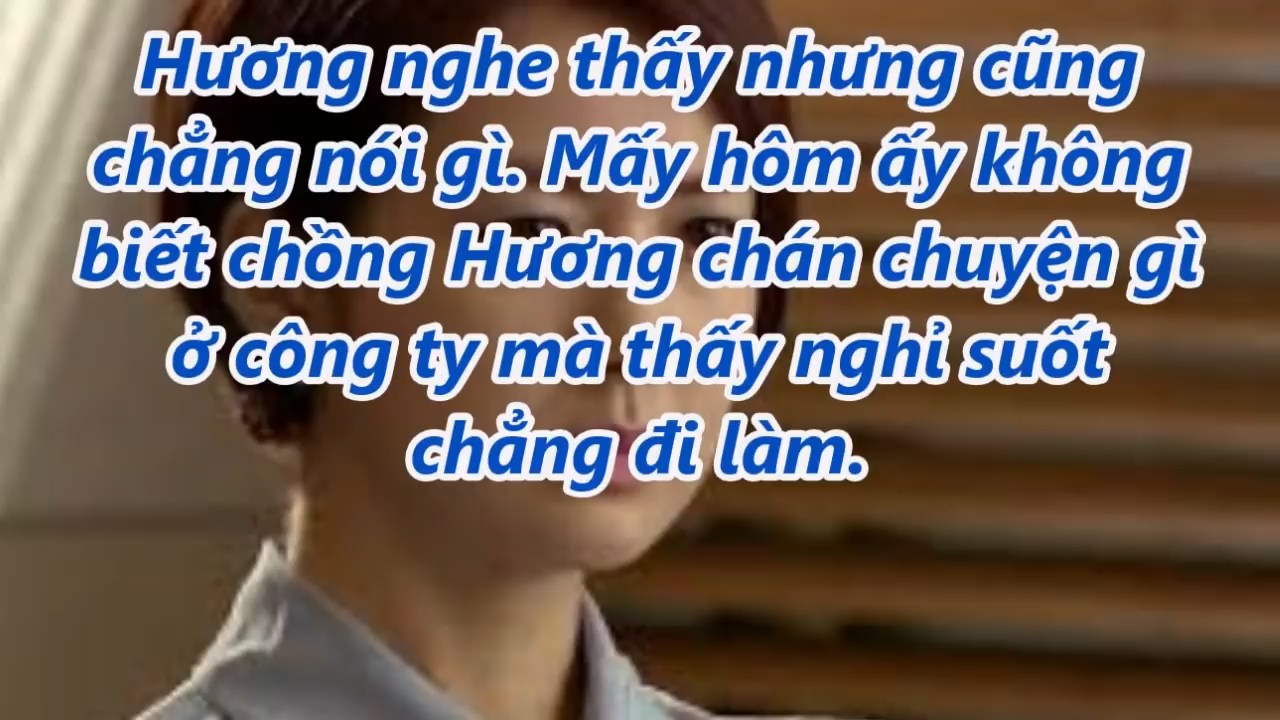 Hương nghe thấy nhưng cũng
chẳng nói gì. Mấy hôm ấy không
biết chồng Hương chán chuyện gì
ở công ty mà thấy nghỉ suốt
chẳng đi làm.